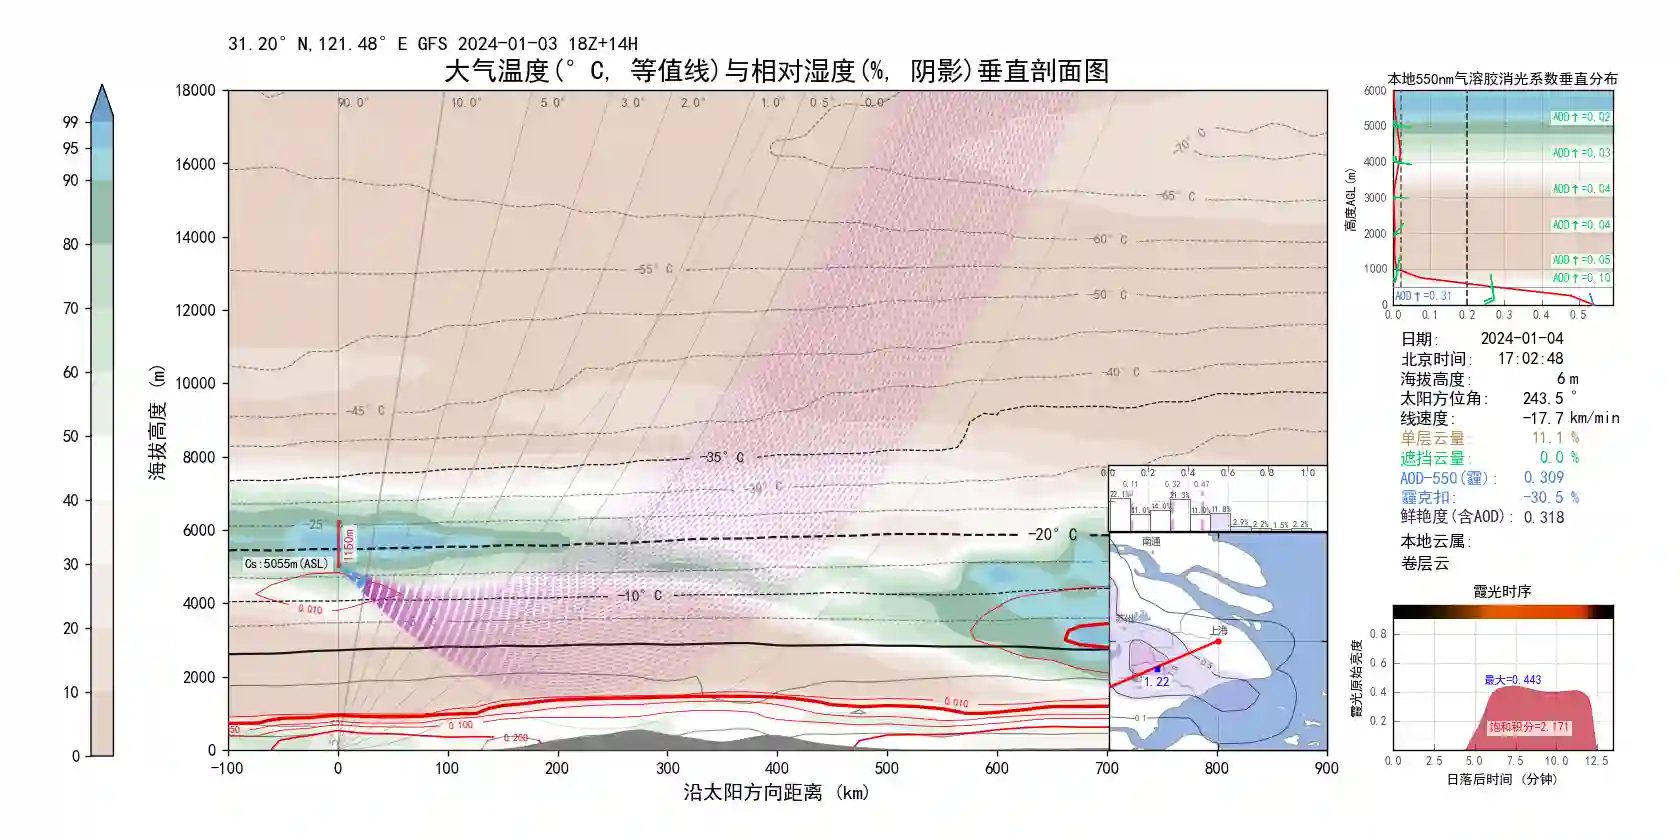 31.20°N,121.48°E GFS 2024-01-03 18Z+14H
大气温度(°C, 等值线)与相对湿度(%, 阴影)垂直剖面图
99
95
90
80
70
60
50
40
30
20
10
0
海拔高度 (m)
18000
16000
14000
12000
10000
8000
6000
4000
2000
0
90.0° 10.0° 5.0° 3.0° 2.0° 1.0° 0.5° 0.0°
-70°C
-65°C
-60°C
-55°C
-50°C
-40°C
-45°C
-35°C
-30°C
-25
-20°C
-10°C
1150m
Cs:5055m(ASL)
0.010
0.010
0.100
0.200
50
-100 0 100 200 300 400 500 600 700 800 900
沿太阳方向距离 (km)
0.0 0.2 0.4 0.6 0.8 1.0
0.11 0.32 0.47
22.1% 11.0% 14.0% 21.3% 11.0% 11.8% 2.9% 2.2% 1.5% 2.2%
南通
苏州
上海
0.5
1.22
0.1
本地550nm气溶胶消光系数垂直分布
高度AGL(m)
6000
5000
4000
3000
2000
1000
0
AOD↑=0.02
AOD↑=0.03
AOD↑=0.04
AOD↑=0.04
AOD↑=0.05
AOD↑=0.10
AOD↑=0.31
0.0 0.1 0.2 0.3 0.4 0.5
日期: 2024-01-04
北京时间: 17:02:48
海拔高度: 6 m
太阳方位角: 243.5 °
线速度: -17.7 km/min
单层云量: 11.1 %
遮挡云量: 0.0 %
AOD-550(霾): 0.309
霾克扣: -30.5 %
鲜艳度(含AOD): 0.318
本地云属:
卷层云
霞光时序
霞光原始亮度
0.8
0.6
0.4
0.2
最大=0.443
饱和积分=2.171
0.0 2.5 5.0 7.5 10.0 12.5
日落后时间 (分钟)